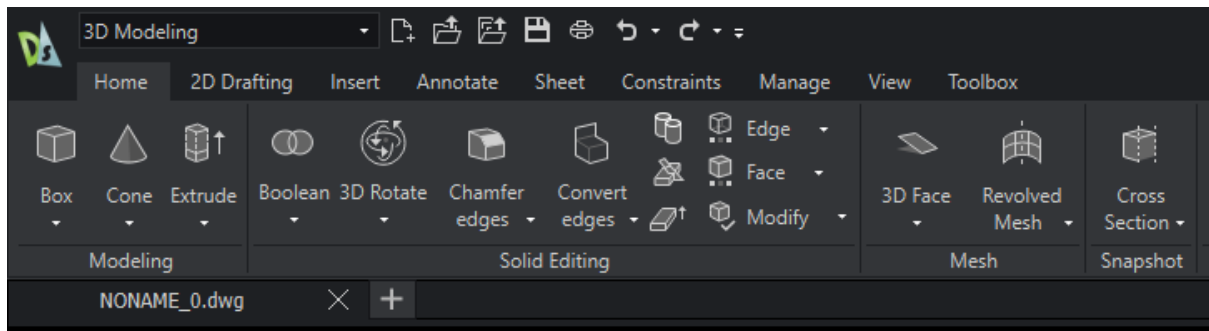 DS
3D Modeling
Home 2D Drafting Insert Annotate Sheet Constraints Manage View Toolbox
Edge
Face
Box Cone Extrude Boolean 3D Rotate Chamfer edges Convert edges Modify 3D Face Revolved Mesh Cross Section
Modeling Solid Editing Mesh Snapshot
NONAME_0.dwg